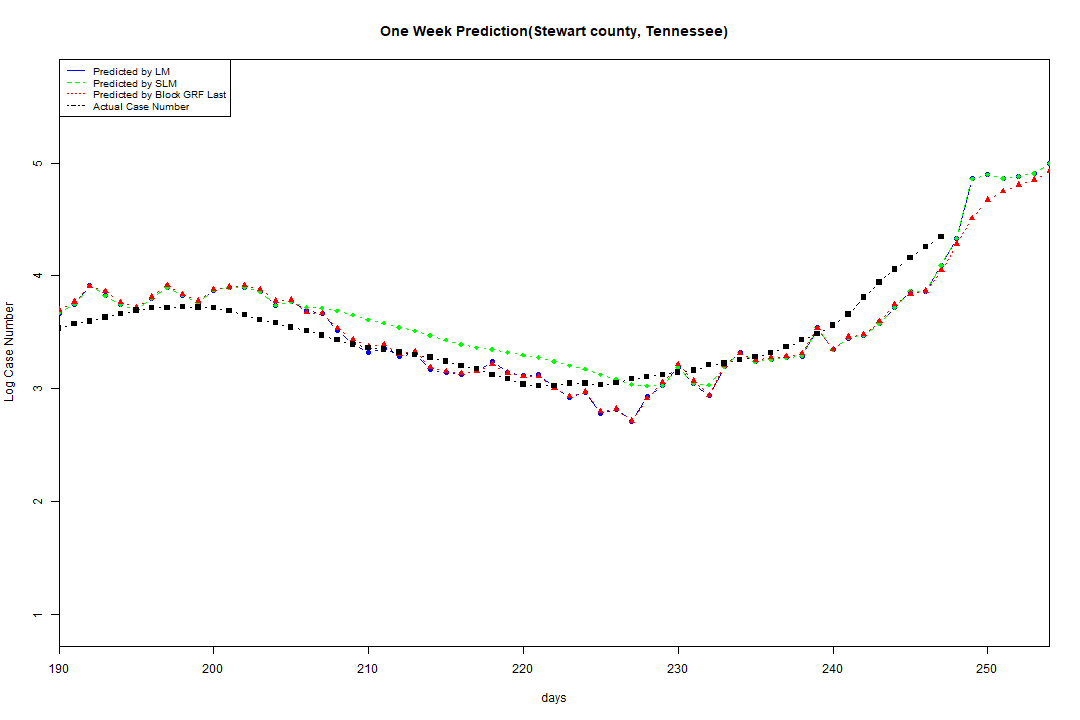 One Week Prediction(Stewart county, Tennessee)
Predicted by LM
Predicted by SLM
Predicted by Block GRF Last
Actual Case Number
5
4
3
2
1
Log Case Number
190 200 210 220 230 240 250
days